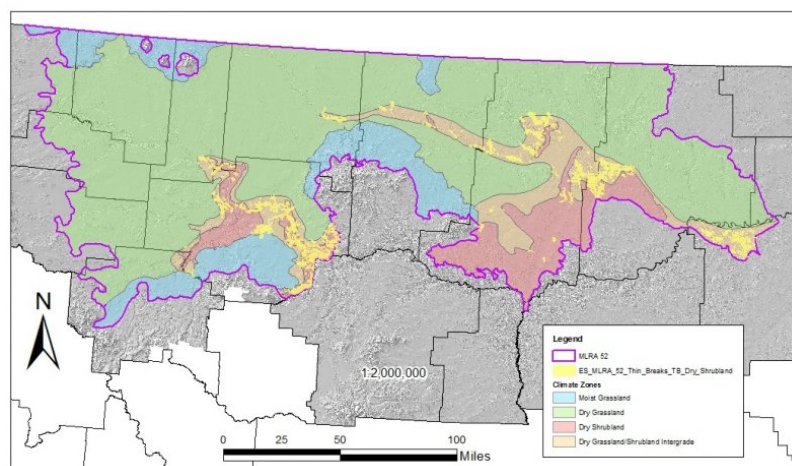 N
1:2,000,000
0 25 50 100
Miles
Legend
MLRA 52
ES_MLRA_52_Thin_Breaks_TB_Dry_Shrubland
Climate Zones
Moist Grassland
Dry Grassland
Dry Shrubland
Dry Grassland/Shrubland Intergrade